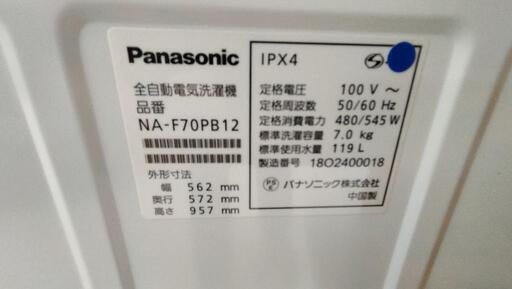 Panasonic
全自動電気洗濯機
品番
NA-F70PB12
外形寸法
幅 562 mm
奥行 572 mm
高さ 957 mm
IPX4
定格電圧 100 V ～
定格周波数 50/60 Hz
定格消費電力 480/545 W
標準洗濯容量 7.0 kg
標準使用水量 119 L
製造番号 18O2400018
PS E パナソニック株式会社
中国製